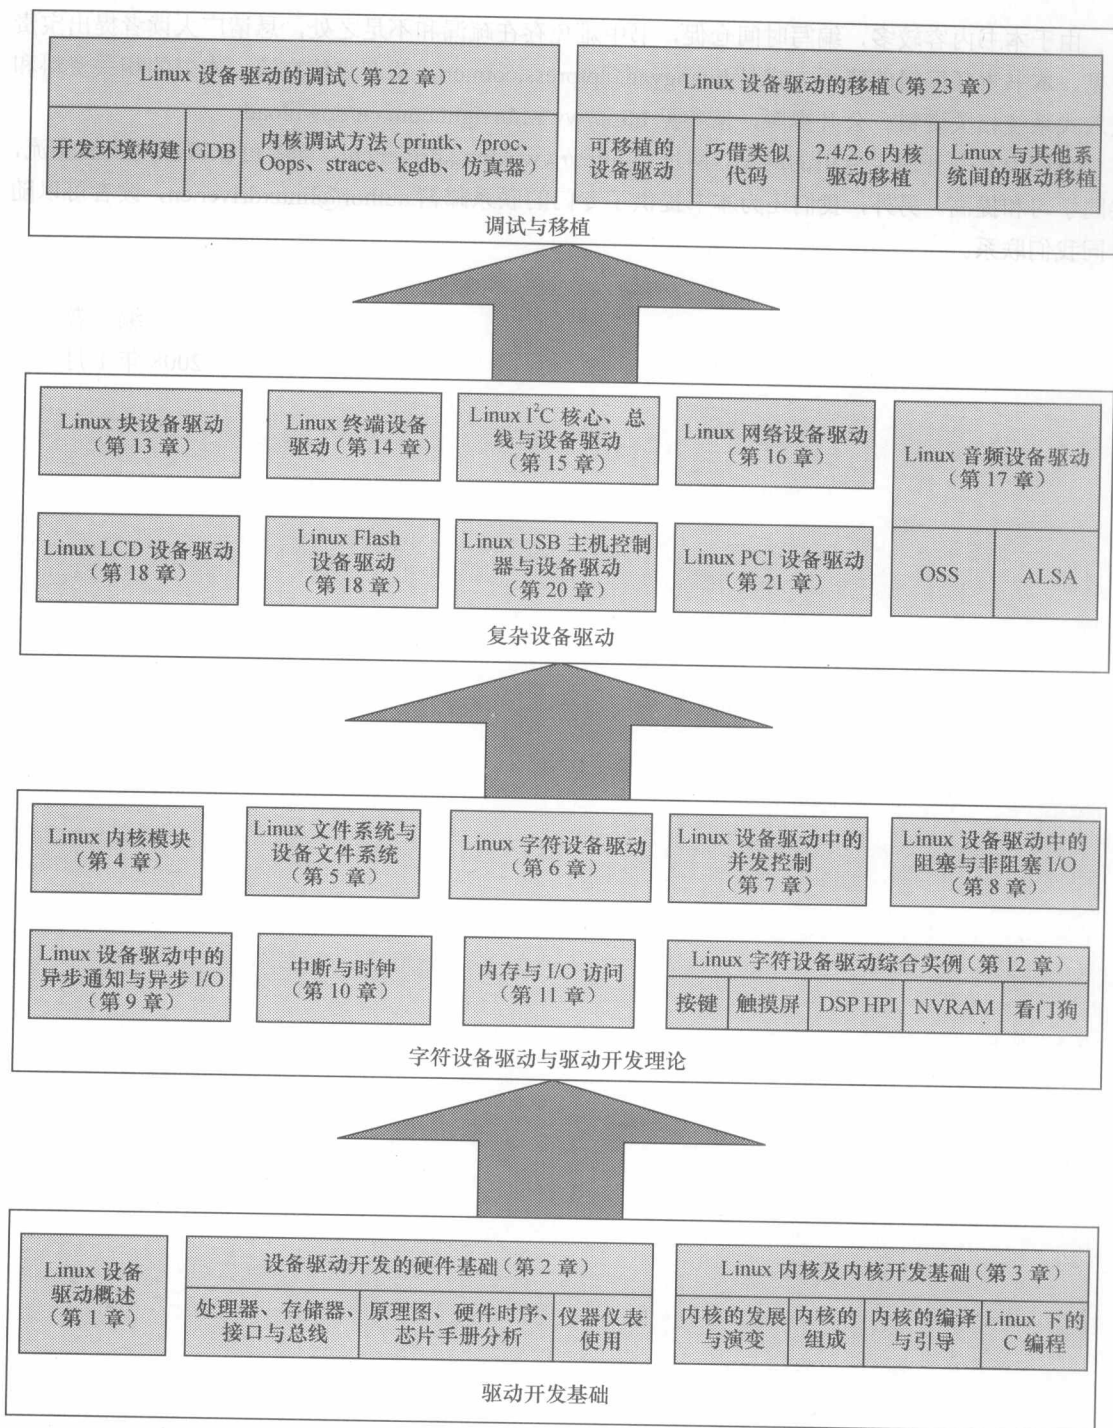 Linux 设备驱动的调试（第 22 章）
开发环境构建
GDB
内核调试方法（printk、/proc、
Oops、strace、kgdb、仿真器）
Linux 设备驱动的移植（第 23 章）
可移植的
设备驱动
巧借类似
代码
2.4/2.6 内核
驱动移植
Linux 与其他系
统间的驱动移植
调试与移植
Linux 块设备驱动
（第 13 章）
Linux 终端设备
驱动（第 14 章）
Linux I²C 核心、总
线与设备驱动
（第 15 章）
Linux 网络设备驱动
（第 16 章）
Linux 音频设备驱动
（第 17 章）
OSS
ALSA
Linux LCD 设备驱动
（第 18 章）
Linux Flash
设备驱动
（第 18 章）
Linux USB 主机控制
器与设备驱动
（第 20 章）
Linux PCI 设备驱动
（第 21 章）
复杂设备驱动
Linux 内核模块
（第 4 章）
Linux 文件系统与
设备文件系统
（第 5 章）
Linux 字符设备驱动
（第 6 章）
Linux 设备驱动中的
并发控制
（第 7 章）
Linux 设备驱动中的
阻塞与非阻塞 I/O
（第 8 章）
Linux 设备驱动中的
异步通知与异步 I/O
（第 9 章）
中断与时钟
（第 10 章）
内存与 I/O 访问
（第 11 章）
Linux 字符设备驱动综合实例（第 12 章）
按键
触摸屏
DSP HPI
NVRAM
看门狗
字符设备驱动与驱动开发理论
Linux 设备
驱动概述
（第 1 章）
设备驱动开发的硬件基础（第 2 章）
处理器、存储器、
接口与总线
原理图、硬件时序、
芯片手册分析
仪器仪表
使用
Linux 内核及内核开发基础（第 3 章）
内核的发展
与演变
内核的
组成
内核的编译
与引导
Linux 下的
C 编程
驱动开发基础